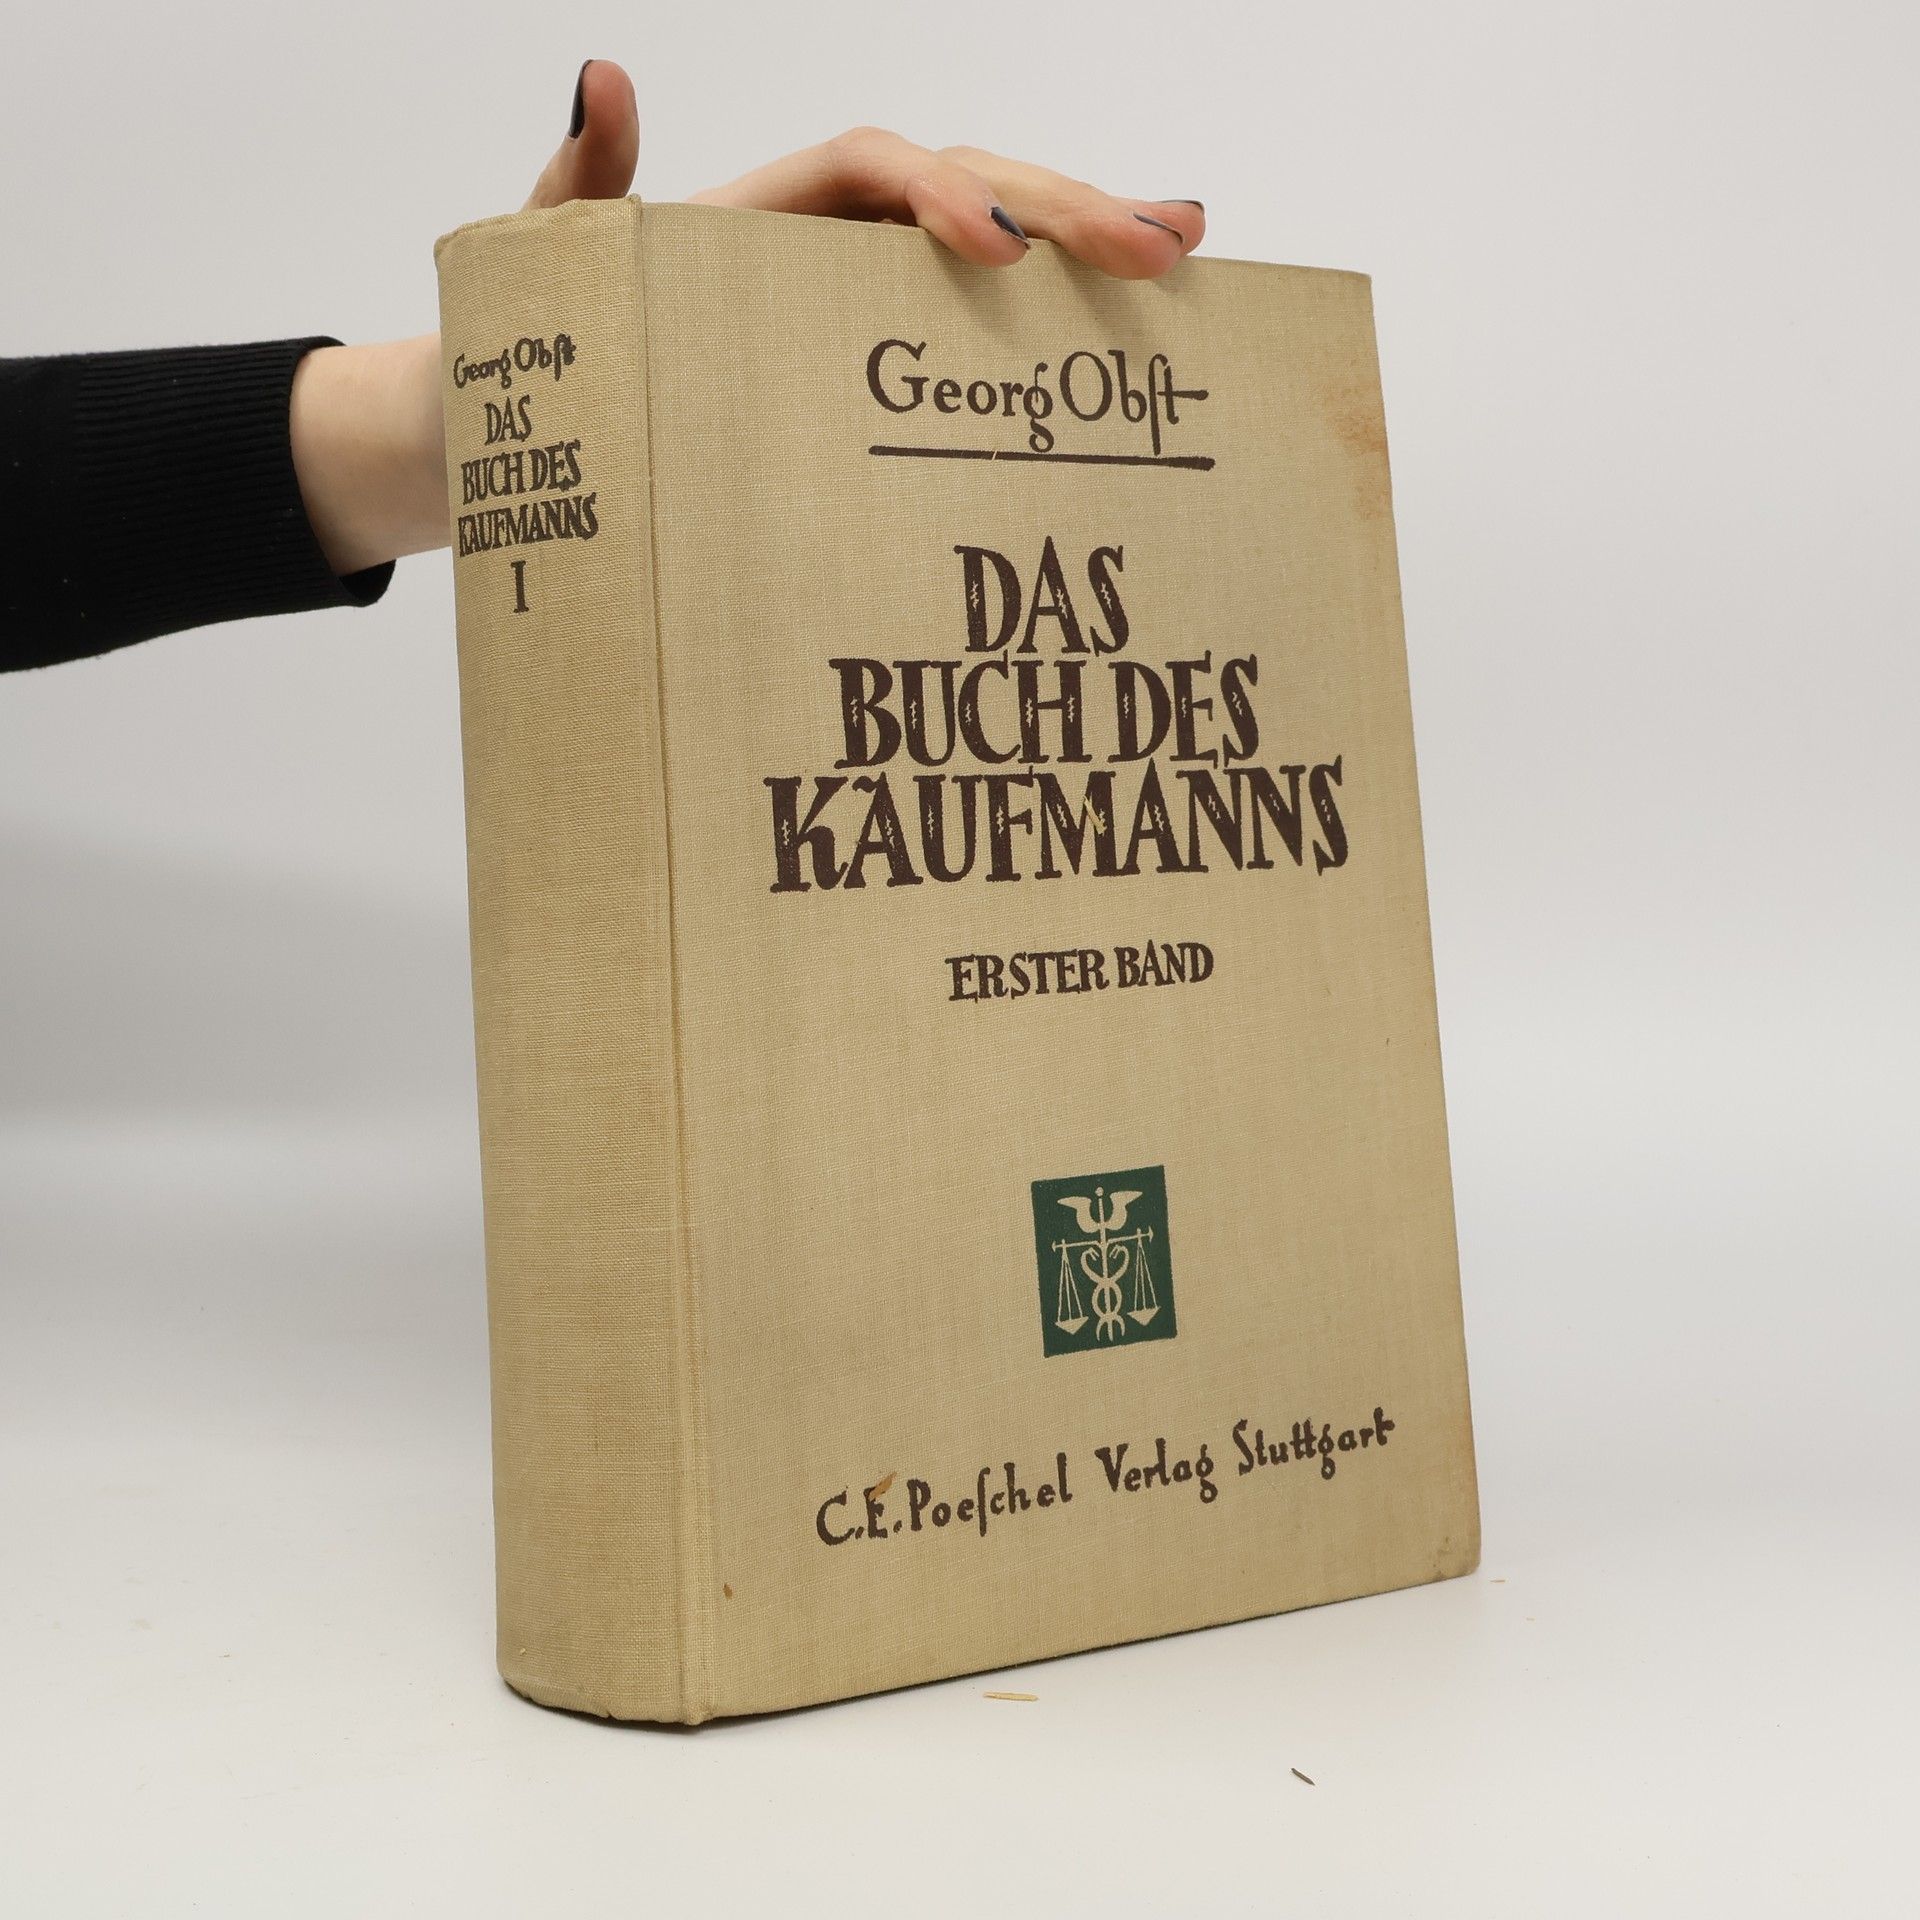 Georg Obſt
DAS
BUCH DES
KAUFMANNS
I
Georg Obſt
DAS
BUCH DES
KAUFMANNS
ERSTER BAND
C.E. Poeſchel Verlag Stuttgart